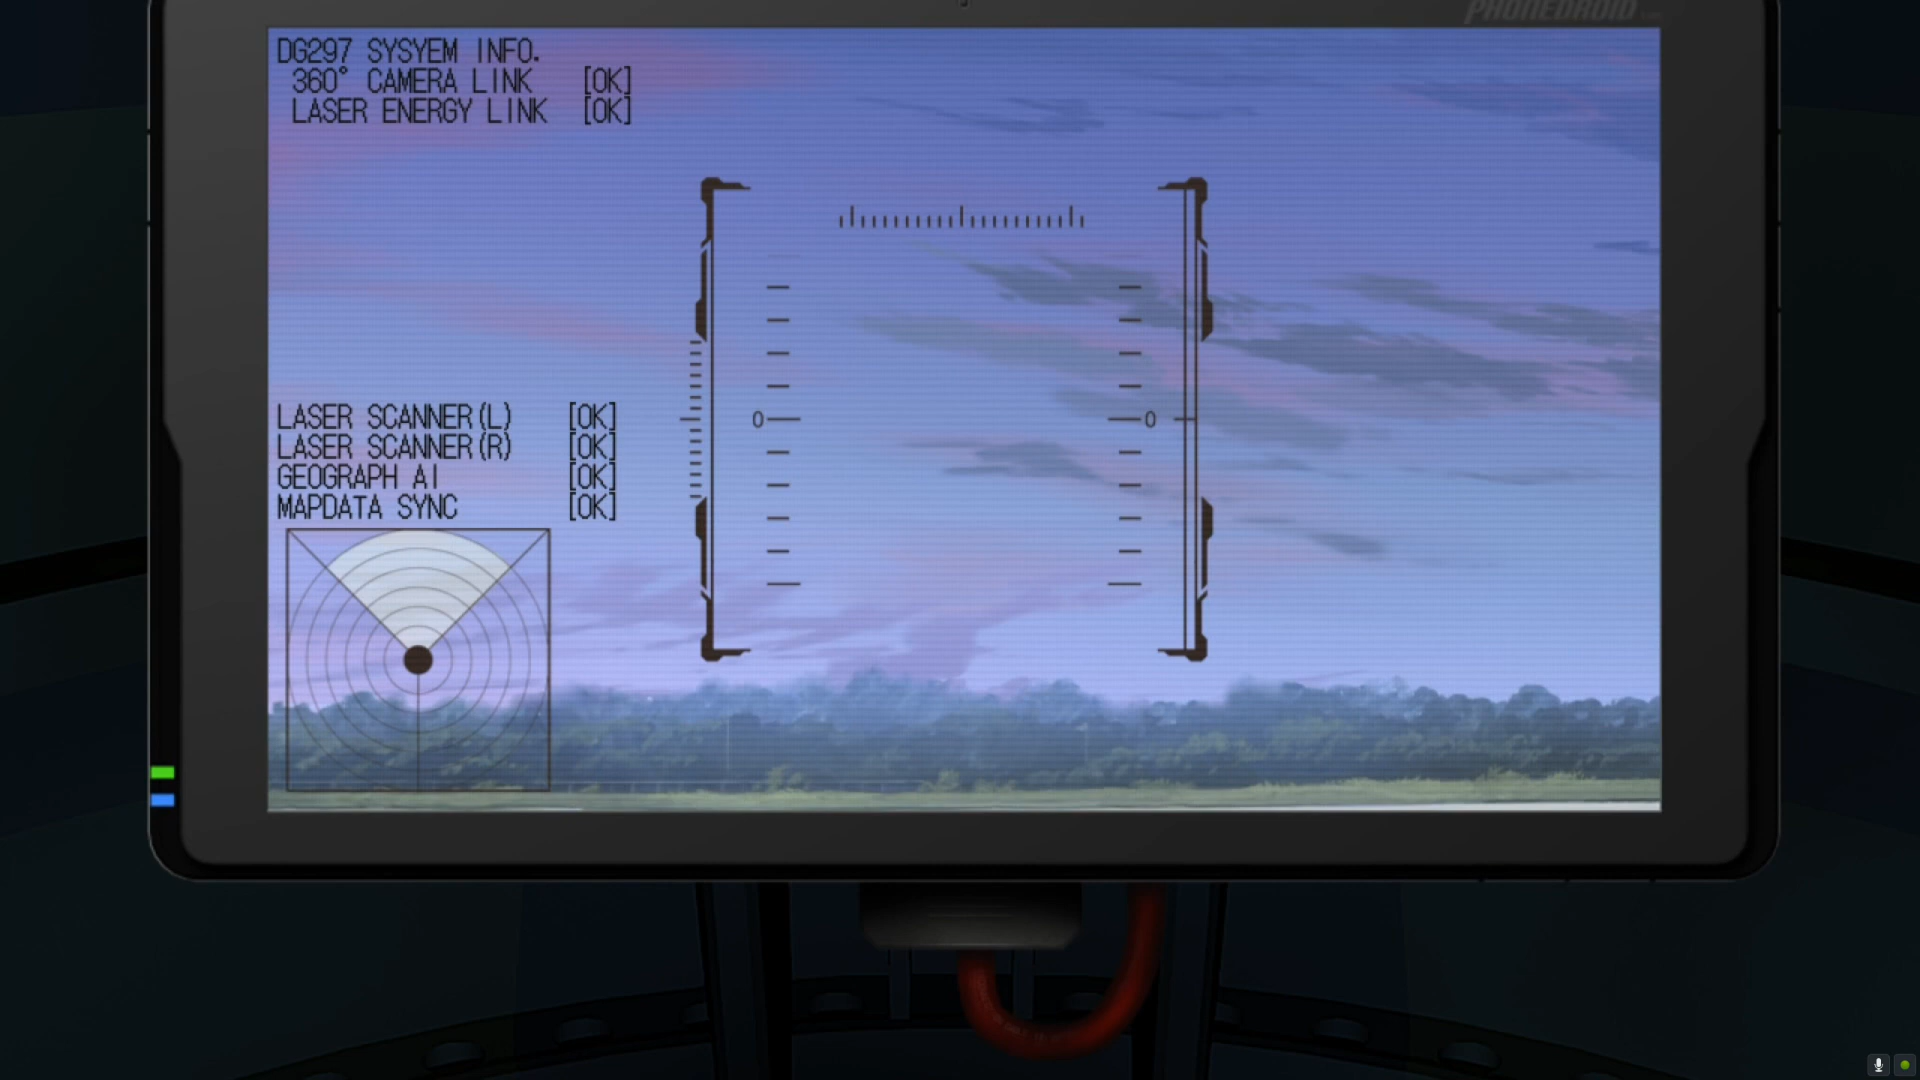 PHONEDROID
DG297 SYSYEM INFO.
360° CAMERA LINK [OK]
LASER ENERGY LINK [OK]
0 0
LASER SCANNER(L) [OK]
LASER SCANNER(R) [OK]
GEOGRAPH AI [OK]
MAPDATA SYNC [OK]